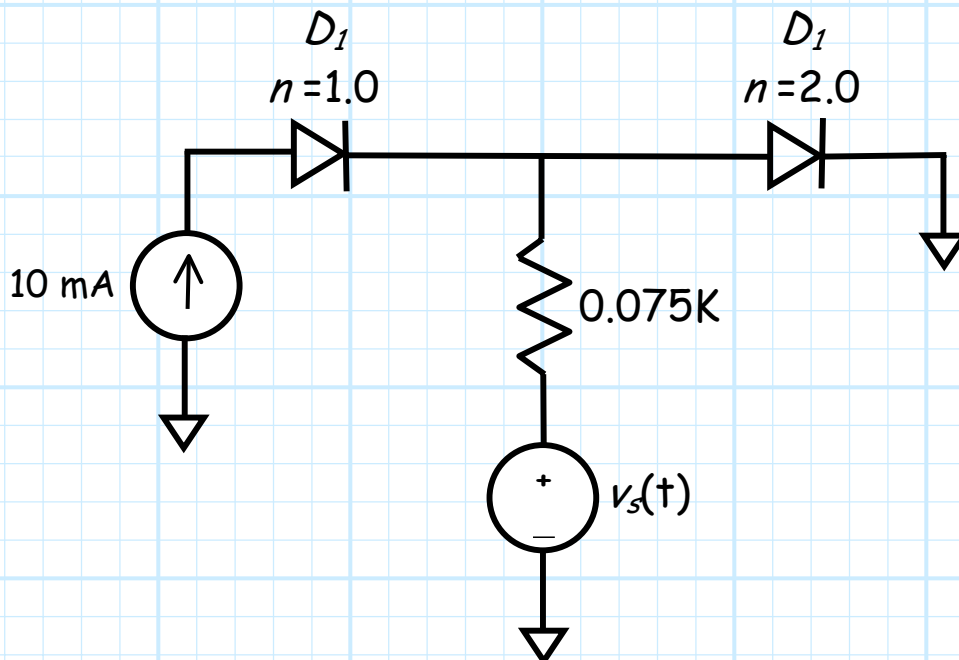 D₁
n =1.0
D₁
n =2.0
10 mA
0.075K
+
vₛ(t)
_